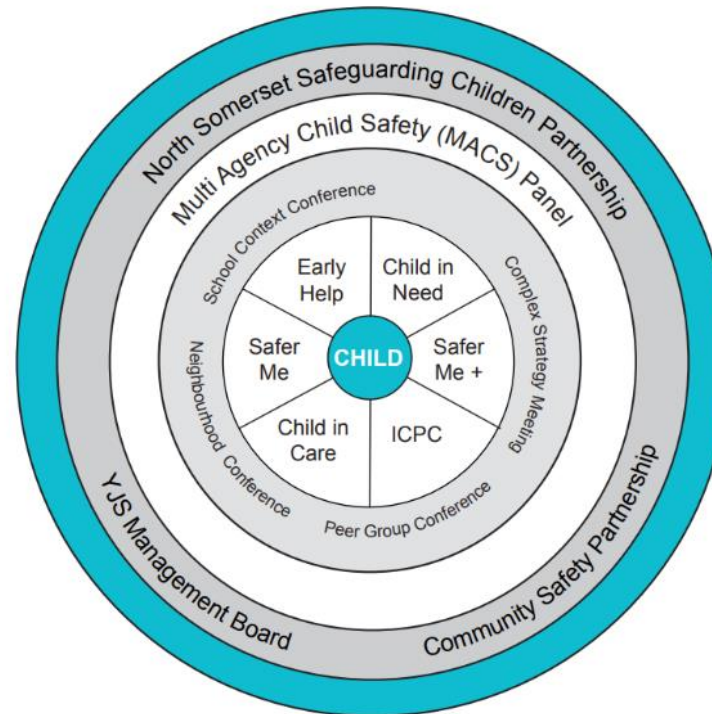 North Somerset Safeguarding Children Partnership
Multi Agency Child Safety (MACS) Panel
School Context Conference
Early
Help
Child in
Need
Complex Strategy Meeting
Safer
Me
CHILD
Safer
Me +
Neighbourhood Conference
Child in
Care
ICPC
Peer Group Conference
YJS Management Board
Community Safety Partnership